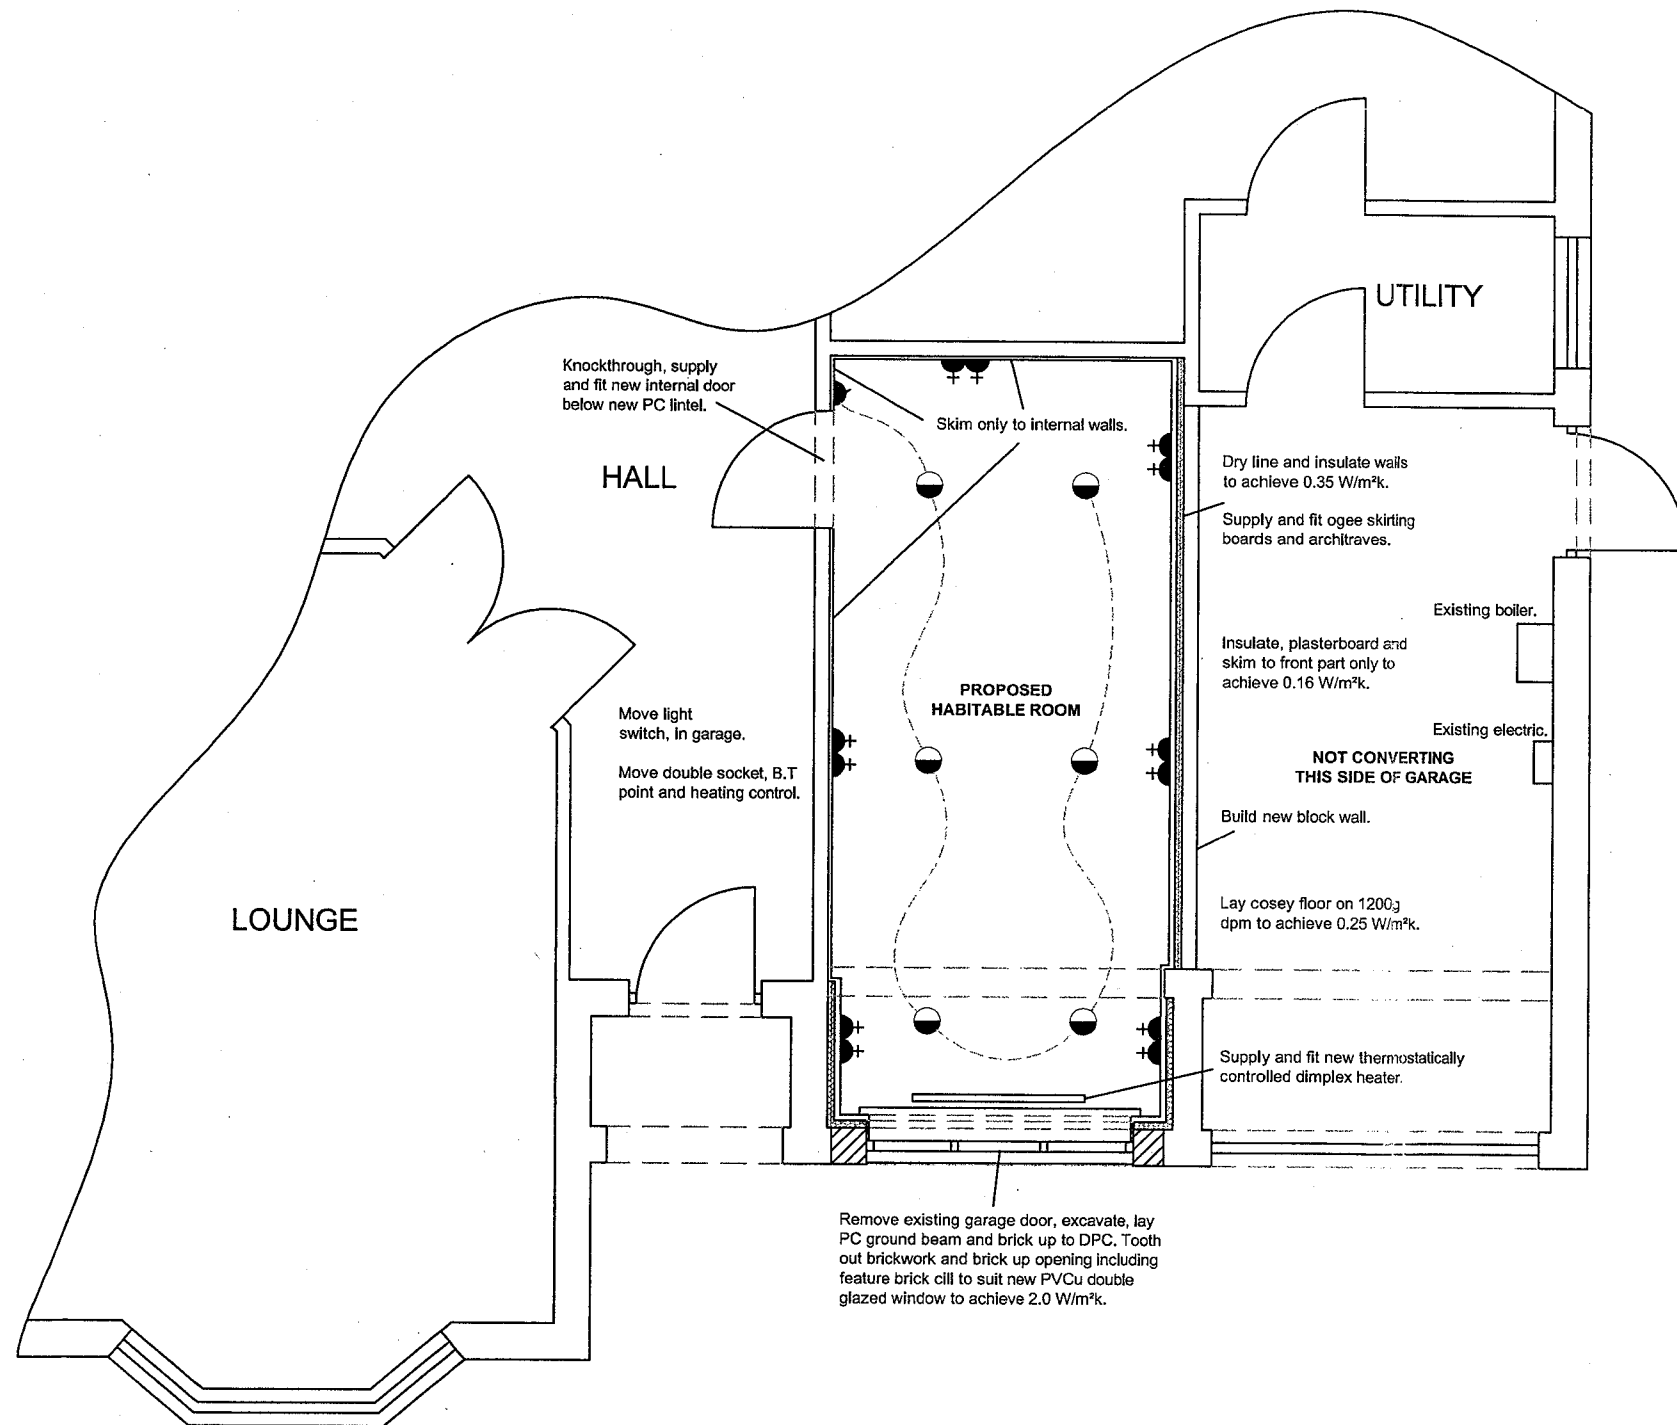 UTILITY
Knockthrough, supply
and fit new internal door
below new PC lintel.
Skim only to internal walls.
HALL
Dry line and insulate walls
to achieve 0.35 W/m²k.
Supply and fit ogee skirting
boards and architraves.
Existing boiler.
Insulate, plasterboard and
skim to front part only to
achieve 0.16 W/m²k.
PROPOSED
HABITABLE ROOM
Move light
switch, in garage.
Move double socket, B.T
point and heating control.
Existing electric.
NOT CONVERTING
THIS SIDE OF GARAGE
Build new block wall.
LOUNGE
Lay cosey floor on 1200g
dpm to achieve 0.25 W/m²k.
Supply and fit new thermostatically
controlled dimplex heater.
Remove existing garage door, excavate, lay
PC ground beam and brick up to DPC. Tooth
out brickwork and brick up opening including
feature brick cill to suit new PVCu double
glazed window to achieve 2.0 W/m²k.